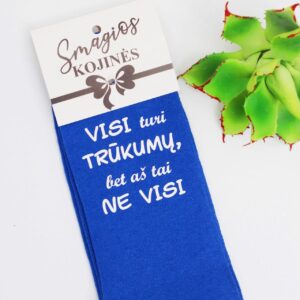 Smagios
KOJINĖS
VISI turi
TRŪKUMŲ,
bet aš tai
NE VISI